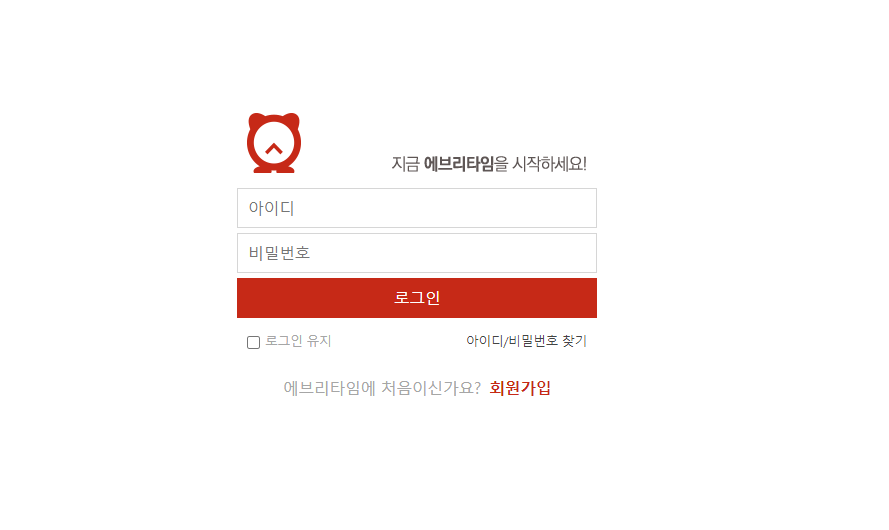 지금 에브리타임을 시작하세요!
아이디
비밀번호
로그인
로그인 유지 아이디/비밀번호 찾기
에브리타임에 처음이신가요? 회원가입